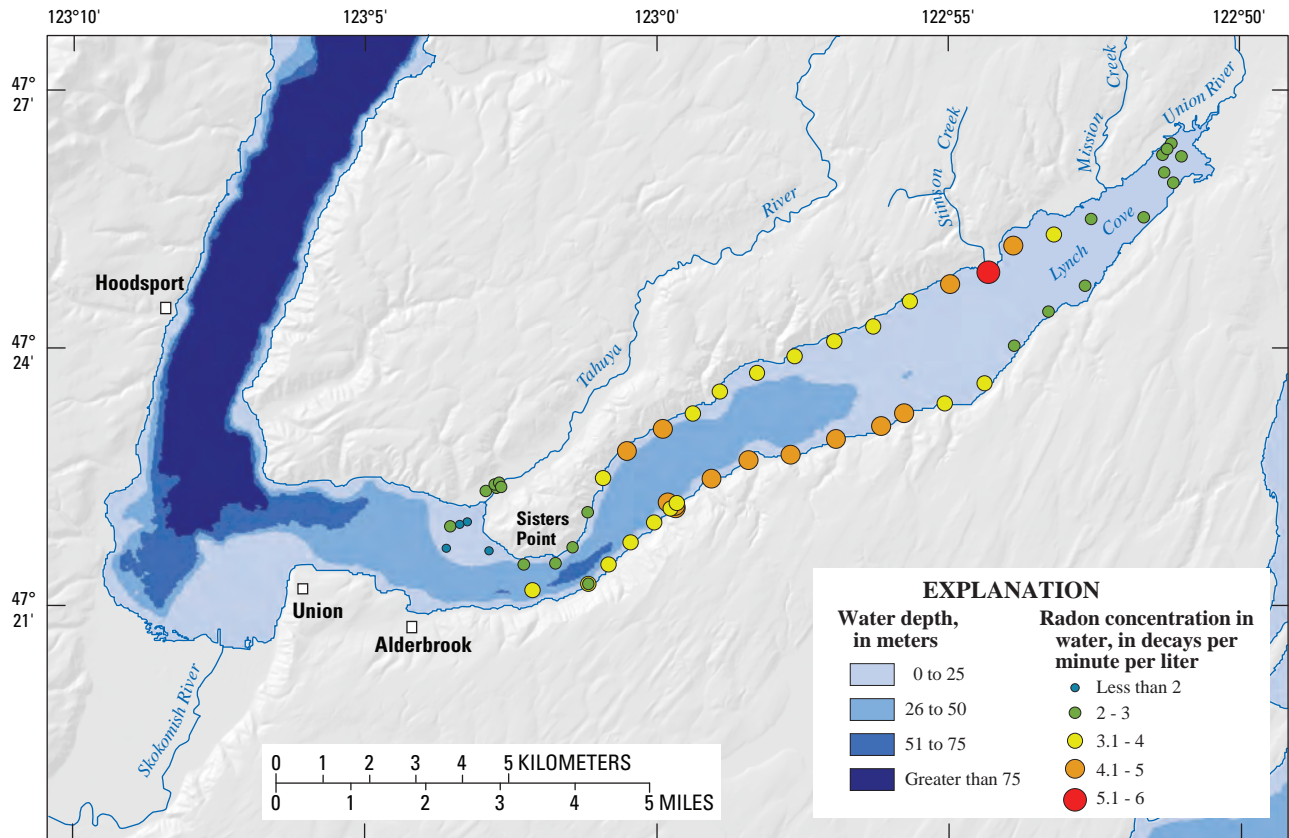 123°10'
123°5'
123°0'
122°55'
122°50'
47°
27'
Union River
Mission Creek
Stimson Creek
Lynch Cove
Tahuya River
Hoodsport
47°
24'
Sisters
Point
47°
21'
Union
Alderbrook
Skokomish River
0 1 2 3 4 5 KILOMETERS
0 1 2 3 4 5 MILES
EXPLANATION
Water depth,
in meters
0 to 25
26 to 50
51 to 75
Greater than 75
Radon concentration in
water, in decays per
minute per liter
Less than 2
2 - 3
3.1 - 4
4.1 - 5
5.1 - 6